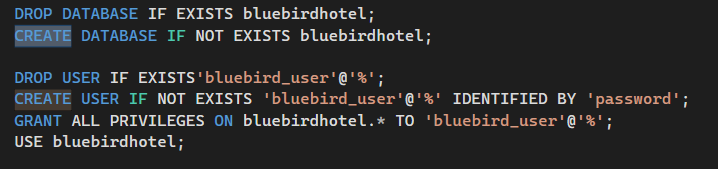 DROP DATABASE IF EXISTS bluebirdhotel;
CREATE DATABASE IF NOT EXISTS bluebirdhotel;
DROP USER IF EXISTS'bluebird_user'@'%';
CREATE USER IF NOT EXISTS 'bluebird_user'@'%' IDENTIFIED BY 'password';
GRANT ALL PRIVILEGES ON bluebirdhotel.* TO 'bluebird_user'@'%';
USE bluebirdhotel;